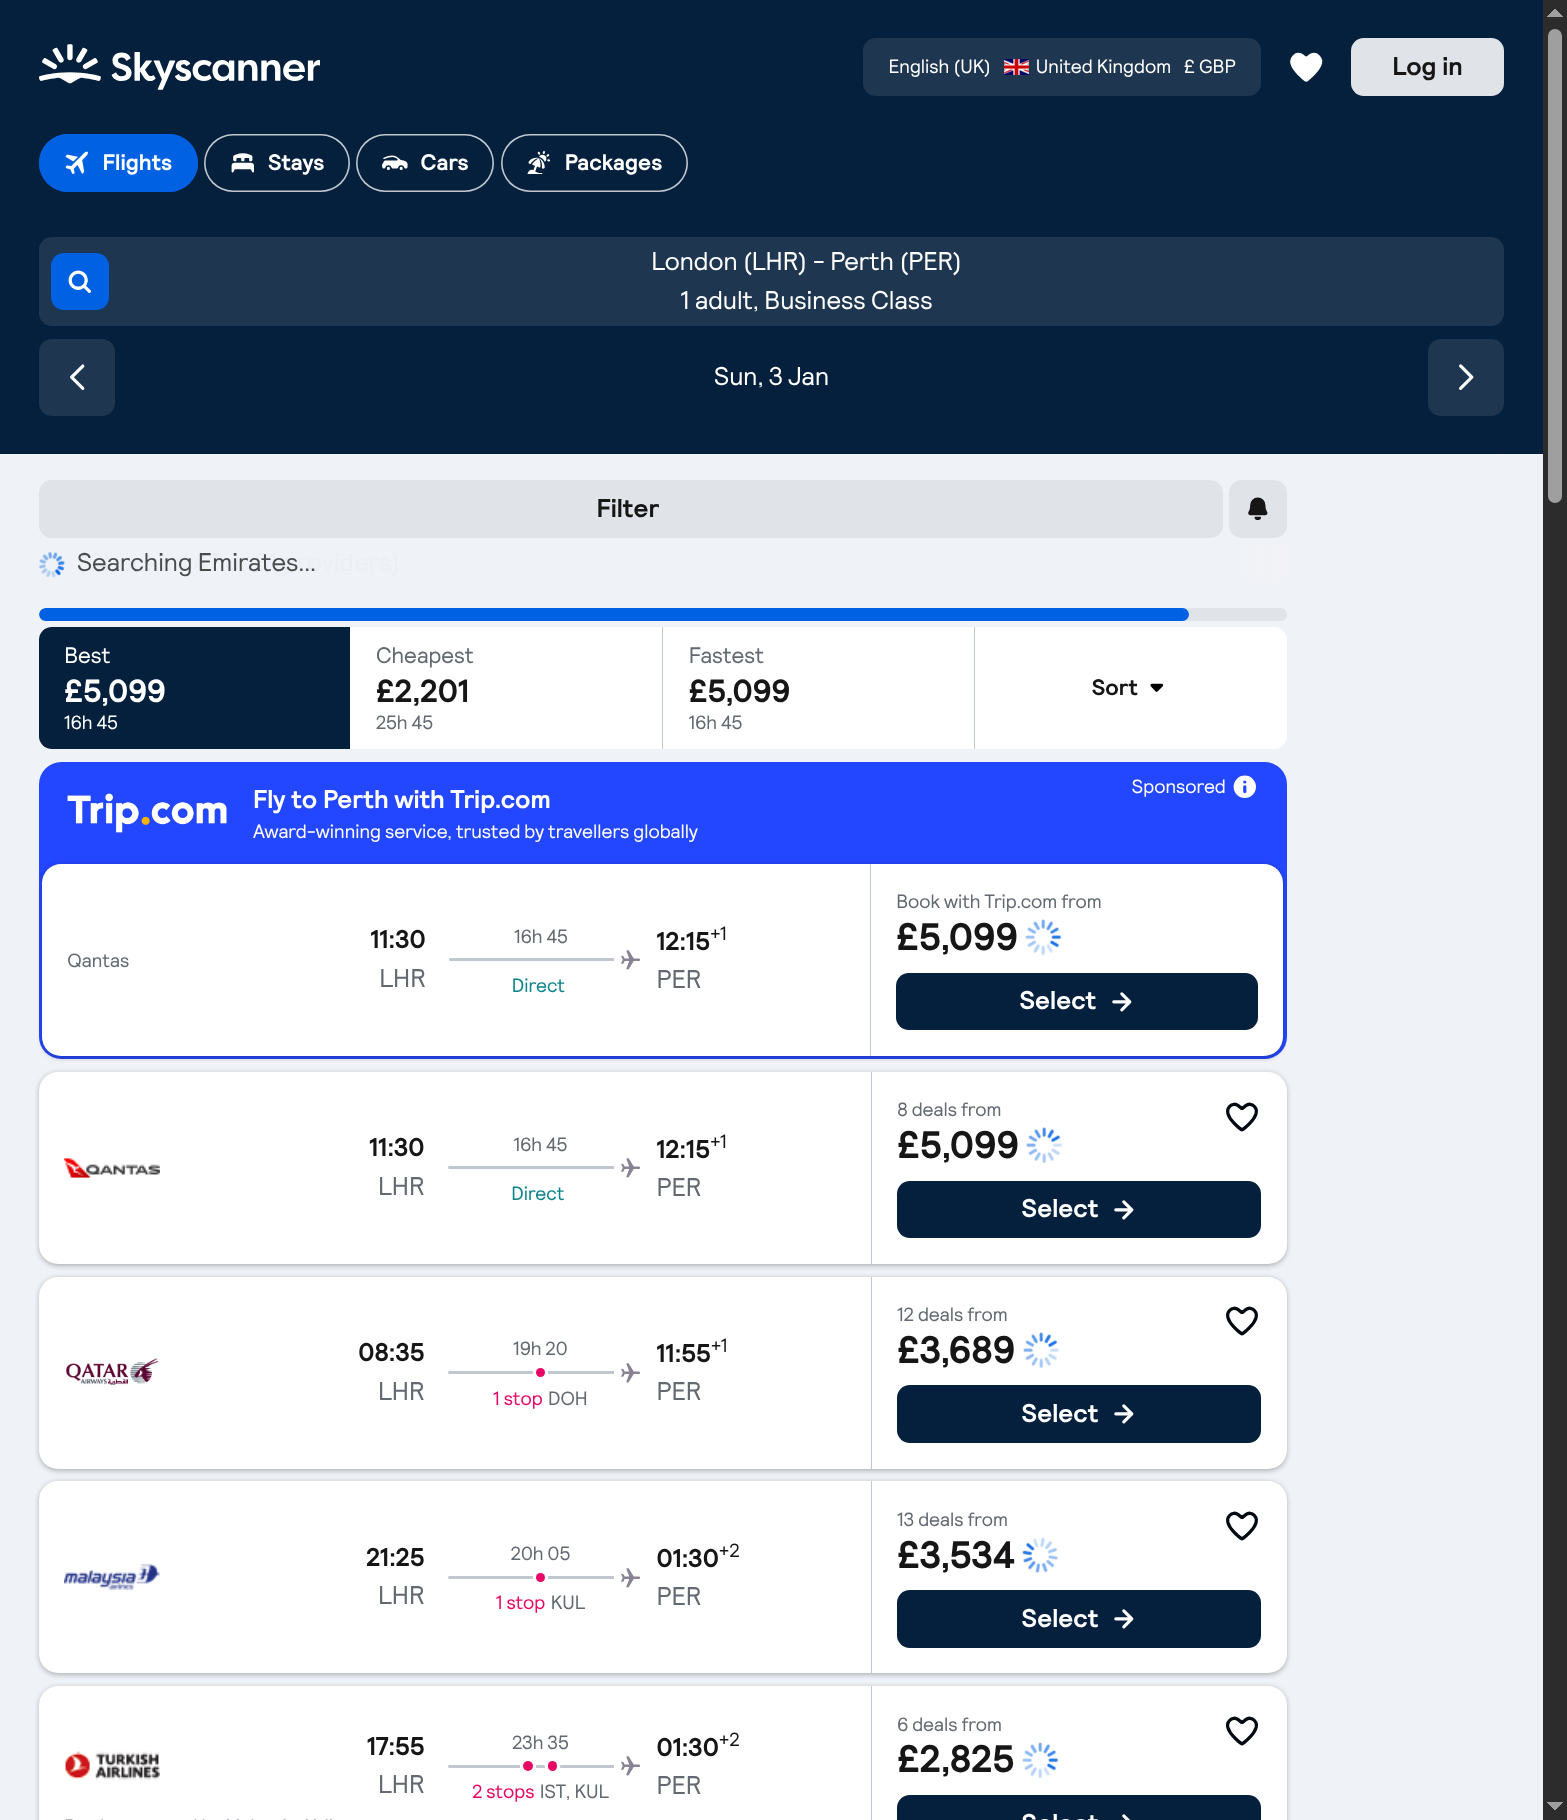 Skyscanner
English (UK) United Kingdom £ GBP
Log in
Flights
Stays
Cars
Packages
London (LHR) - Perth (PER)
1 adult, Business Class
Sun, 3 Jan
Filter
Searching Emirates...
Best
£5,099
16h 45
Cheapest
£2,201
25h 45
Fastest
£5,099
16h 45
Sort
Trip.com
Fly to Perth with Trip.com
Award-winning service, trusted by travellers globally
Sponsored
Qantas
11:30
LHR
16h 45
Direct
12:15+1
PER
Book with Trip.com from
£5,099
Select
QANTAS
11:30
LHR
16h 45
Direct
12:15+1
PER
8 deals from
£5,099
Select
QATAR
AIRWAYS القطرية
08:35
LHR
19h 20
1 stop DOH
11:55+1
PER
12 deals from
£3,689
Select
malaysia
airlines
21:25
LHR
20h 05
1 stop KUL
01:30+2
PER
13 deals from
£3,534
Select
TURKISH
AIRLINES
17:55
LHR
23h 35
2 stops IST, KUL
01:30+2
PER
6 deals from
£2,825
Select